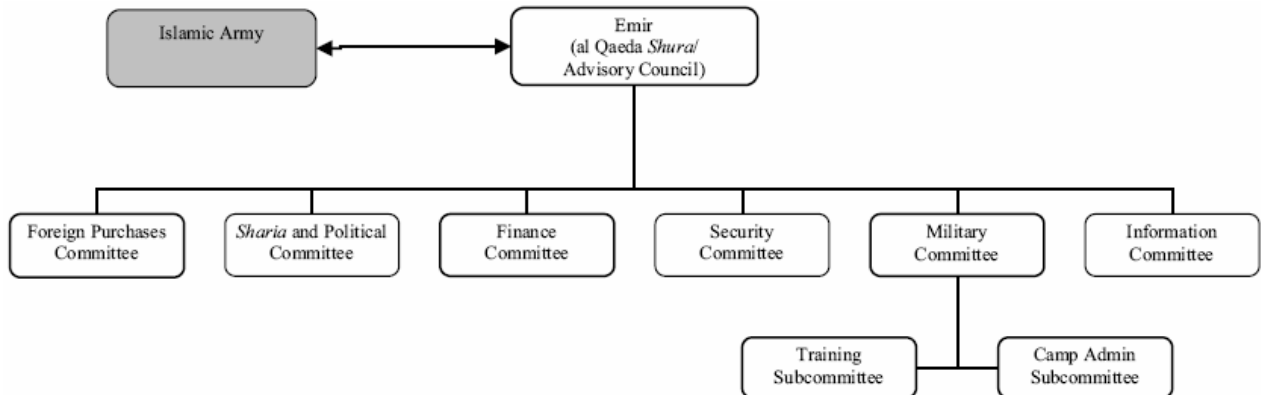 Islamic Army
Emir
(al Qaeda Shura/
Advisory Council)
Foreign Purchases
Committee
Sharia and Political
Committee
Finance
Committee
Security
Committee
Military
Committee
Information
Committee
Training
Subcommittee
Camp Admin
Subcommittee